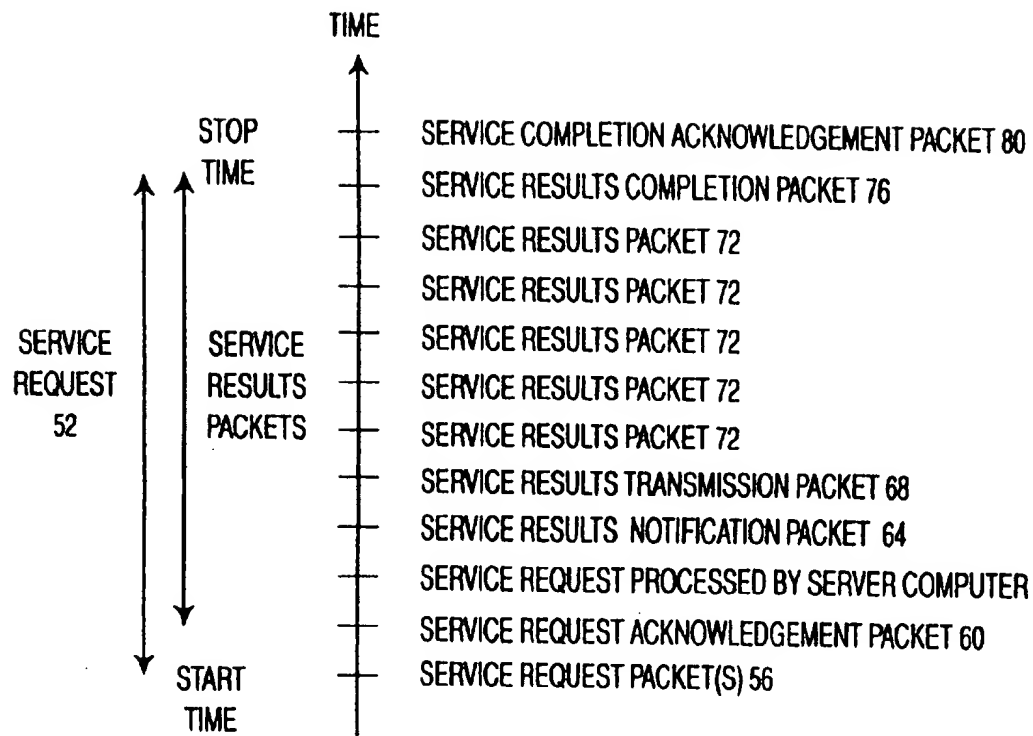 TIME
STOP
TIME
SERVICE COMPLETION ACKNOWLEDGEMENT PACKET 80
SERVICE RESULTS COMPLETION PACKET 76
SERVICE RESULTS PACKET 72
SERVICE RESULTS PACKET 72
SERVICE RESULTS PACKET 72
SERVICE RESULTS PACKET 72
SERVICE RESULTS PACKET 72
SERVICE RESULTS TRANSMISSION PACKET 68
SERVICE RESULTS NOTIFICATION PACKET 64
SERVICE REQUEST PROCESSED BY SERVER COMPUTER
SERVICE REQUEST ACKNOWLEDGEMENT PACKET 60
SERVICE REQUEST PACKET(S) 56
SERVICE
REQUEST
52
SERVICE
RESULTS
PACKETS
START
TIME